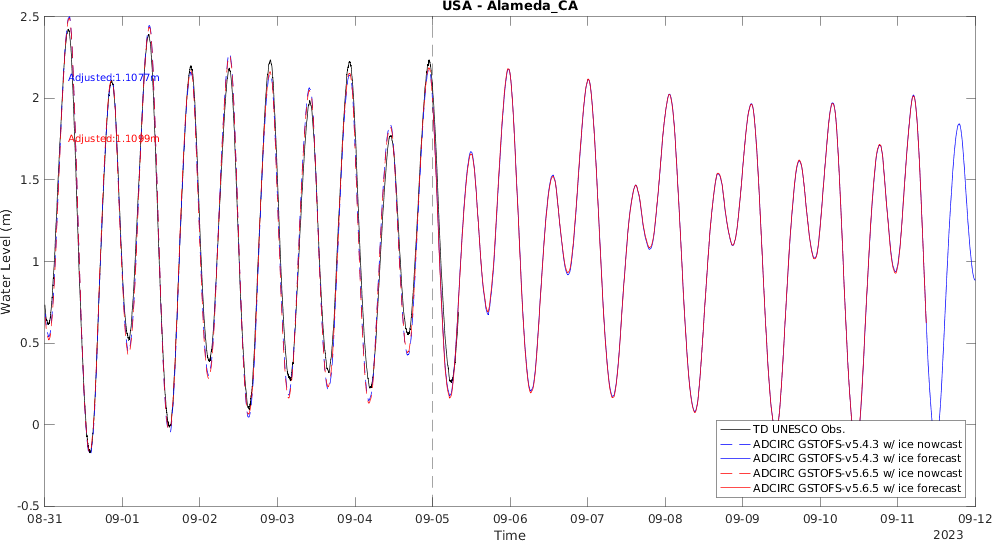 USA - Alameda_CA
2.5
2
1.5
1
0.5
0
-0.5
Water Level (m)
Adjusted:1.1077m
Adjusted:1.1099m
TD UNESCO Obs.
ADCIRC GSTOFS-v5.4.3 w/ ice nowcast
ADCIRC GSTOFS-v5.4.3 w/ ice forecast
ADCIRC GSTOFS-v5.6.5 w/ ice nowcast
ADCIRC GSTOFS-v5.6.5 w/ ice forecast
08-31 09-01 09-02 09-03 09-04 09-05 09-06 09-07 09-08 09-09 09-10 09-11 09-12
Time
2023